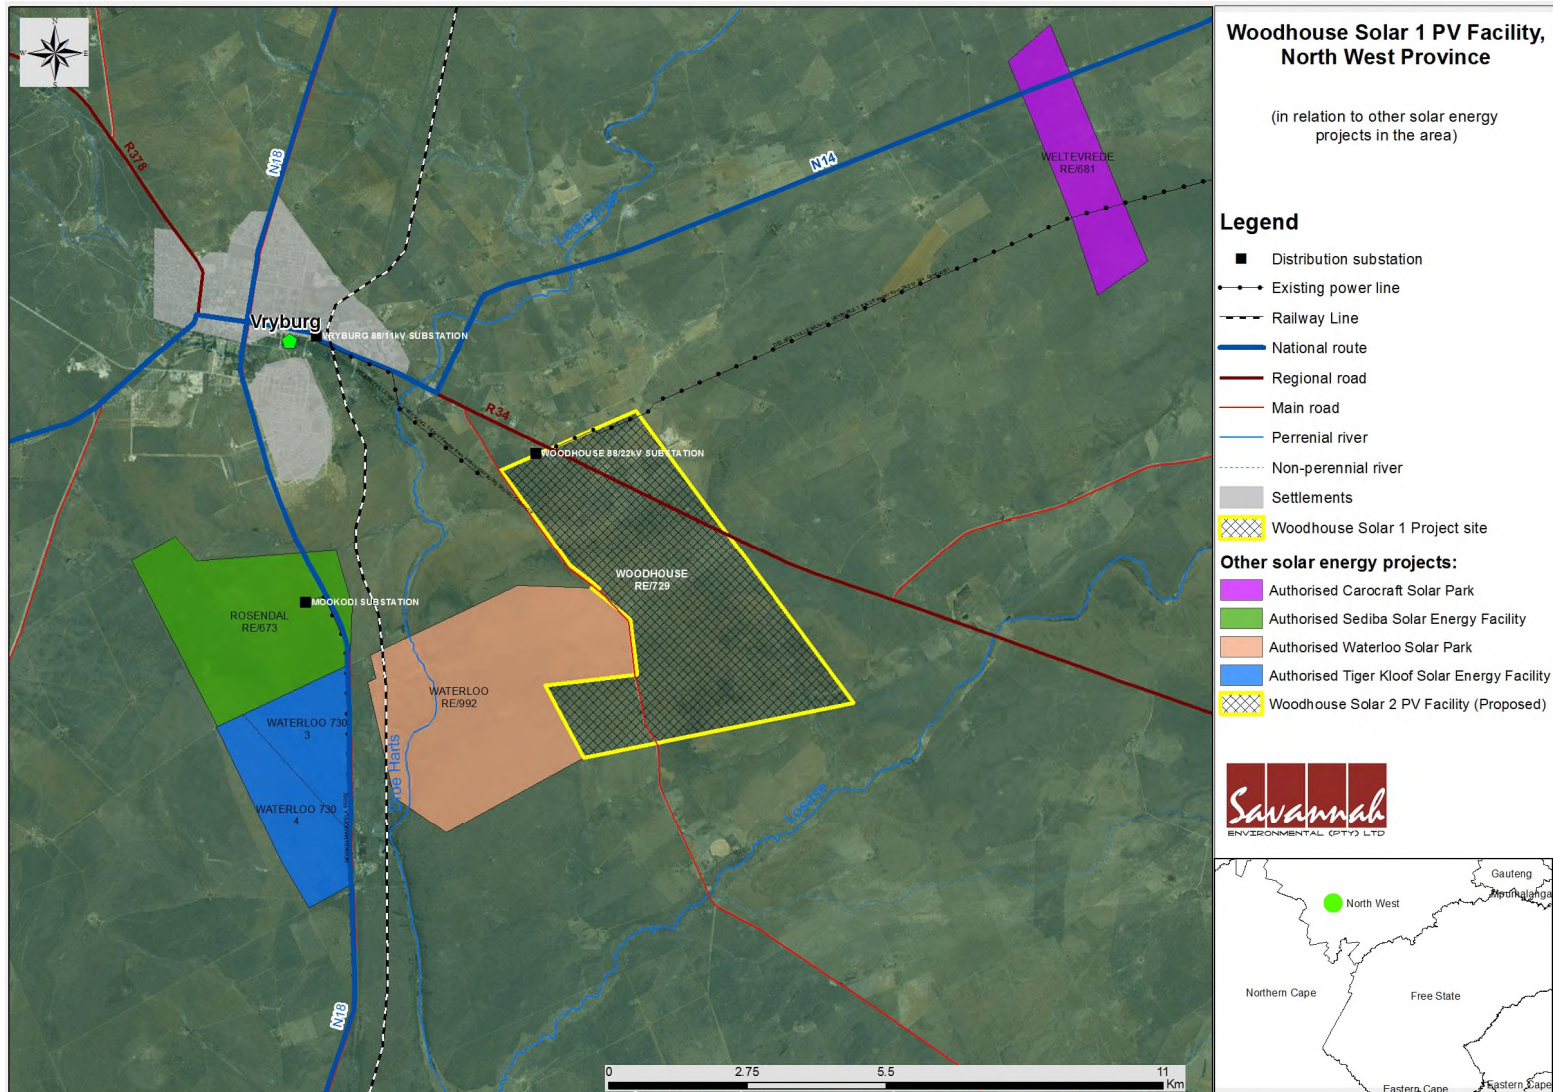 Woodhouse Solar 1 PV Facility,
North West Province
(in relation to other solar energy
projects in the area)
Legend
Distribution substation
Existing power line
Railway Line
National route
Regional road
Main road
Perrenial river
Non-perennial river
Settlements
Woodhouse Solar 1 Project site
Other solar energy projects:
Authorised Carocraft Solar Park
Authorised Sediba Solar Energy Facility
Authorised Waterloo Solar Park
Authorised Tiger Kloof Solar Energy Facility
Woodhouse Solar 2 PV Facility (Proposed)
Savannah
ENVIRONMENTAL (PTY) LTD
Gauteng
Mpumalanga
North West
Northern Cape
Free State
Eastern Cape
Eastern Cape
N
W
E
S
R378
N18
N14
WELTEVREDE
RE/681
Vryburg
VRYBURG 88/11kV SUBSTATION
R34
WOODHOUSE 88/22kV SUBSTATION
WOODHOUSE
RE/729
MOOKODI SUBSTATION
ROSENDAL
RE/673
WATERLOO
RE/992
WATERLOO 730
3
WATERLOO 730
4
Harts
Losase
N18
0
2.75
5.5
11
Km